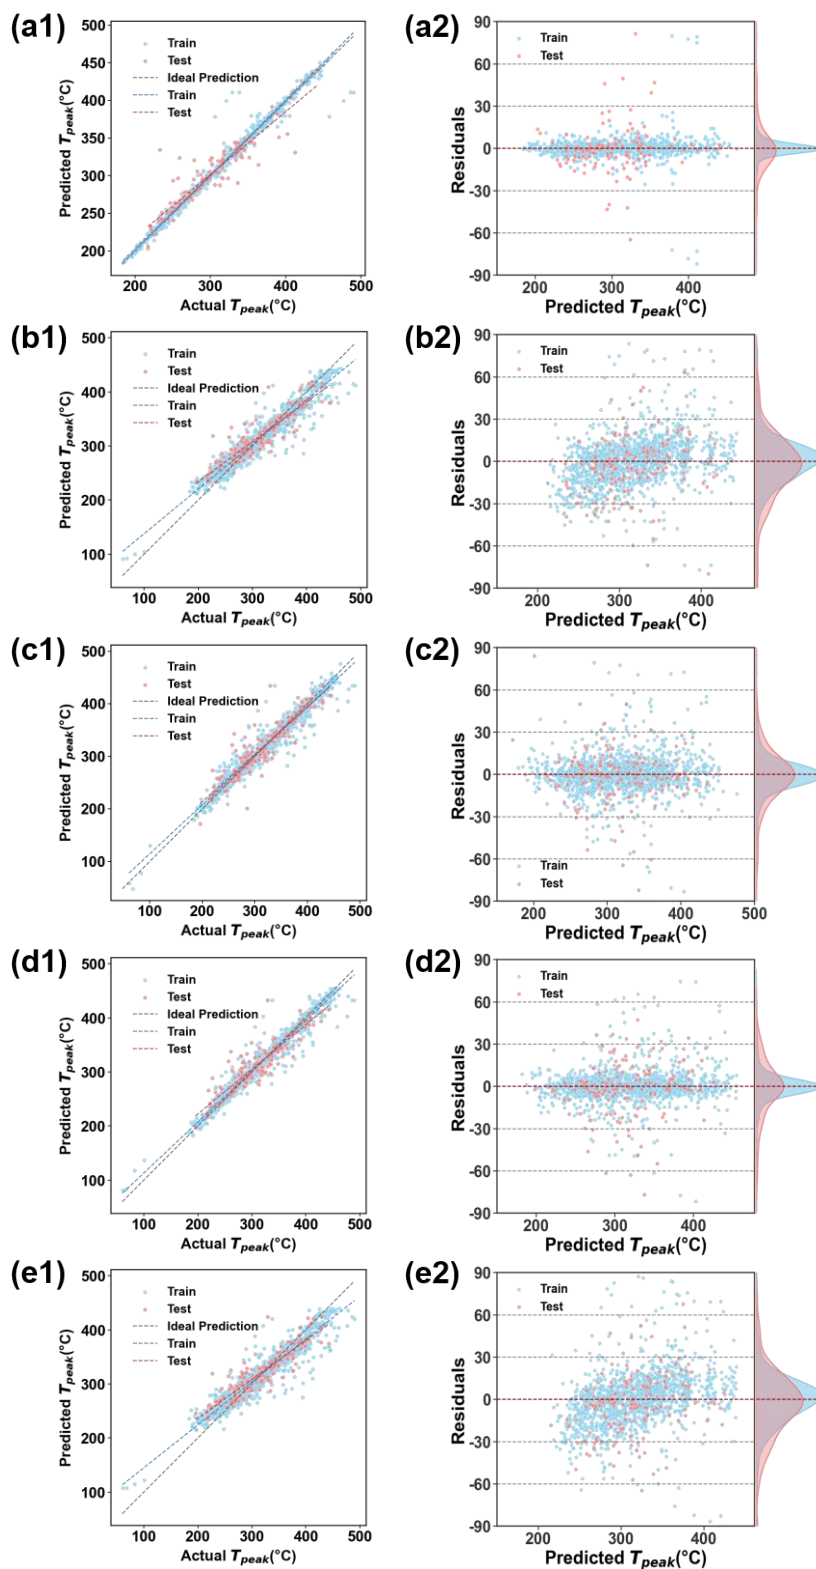 (a1)
500
450
400
350
300
250
200
Predicted Tpeak(°C)
Train
Test
Ideal Prediction
Train
Test
200
300
400
500
Actual Tpeak(°C)
(a2)
90
60
30
0
-30
-60
-90
Residuals
Train
Test
200
300
400
Predicted Tpeak(°C)
(b1)
500
400
300
200
100
Predicted Tpeak(°C)
Train
Test
Ideal Prediction
Train
Test
100
200
300
400
500
Actual Tpeak(°C)
(b2)
90
60
30
0
-30
-60
-90
Residuals
Train
Test
200
300
400
Predicted Tpeak(°C)
(c1)
500
400
300
200
100
Predicted Tpeak(°C)
Train
Test
Ideal Prediction
Train
Test
100
200
300
400
500
Actual Tpeak(°C)
(c2)
90
60
30
0
-30
-60
-90
Residuals
Train
Test
200
300
400
500
Predicted Tpeak(°C)
(d1)
500
400
300
200
100
Predicted Tpeak(°C)
Train
Test
Ideal Prediction
Train
Test
100
200
300
400
500
Actual Tpeak(°C)
(d2)
90
60
30
0
-30
-60
-90
Residuals
Train
Test
200
300
400
Predicted Tpeak(°C)
(e1)
500
400
300
200
100
Predicted Tpeak(°C)
Train
Test
Ideal Prediction
Train
Test
100
200
300
400
500
Actual Tpeak(°C)
(e2)
90
60
30
0
-30
-60
-90
Residuals
Train
Test
200
300
400
Predicted Tpeak(°C)